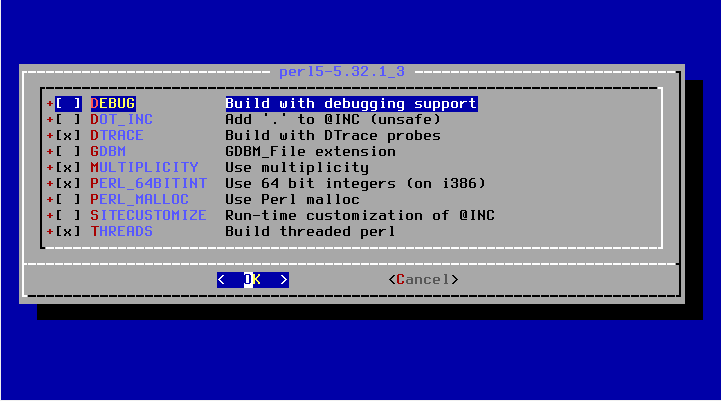 perl5-5.32.1_3
+[ ] DEBUG Build with debugging support
+[ ] DOT_INC Add '.' to @INC (unsafe)
+[x] DTRACE Build with DTrace probes
+[ ] GDBM GDBM_File extension
+[x] MULTIPLICITY Use multiplicity
+[x] PERL_64BITINT Use 64 bit integers (on i386)
+[ ] PERL_MALLOC Use Perl malloc
+[ ] SITECUSTOMIZE Run-time customization of @INC
+[x] THREADS Build threaded perl
< OK > <Cancel>